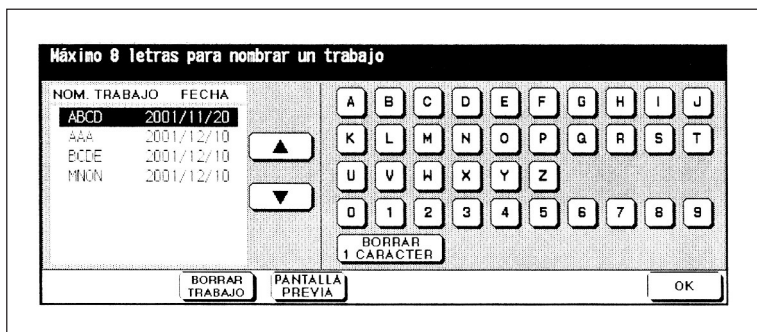 Máximo 8 letras para nombrar un trabajo
NOM. TRABAJO FECHA
ABCD 2001/11/20
AAA 2001/12/10
BCDE 2001/12/10
MNON 2001/12/10
▲
▼
A B C D E F G H I J
K L M N O P Q R S T
U V W X Y Z
0 1 2 3 4 5 6 7 8 9
BORRAR
1 CARACTER
BORRAR
TRABAJO
PANTALLA
PREVIA
OK